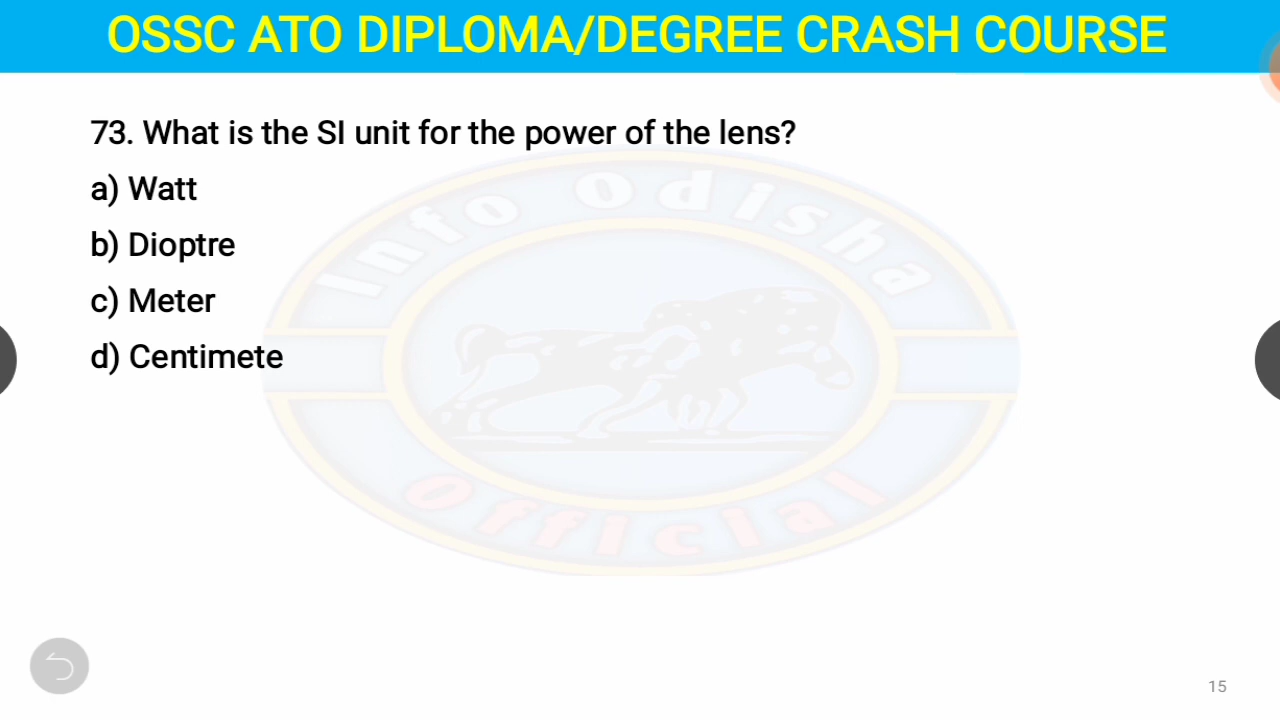 OSSC ATO DIPLOMA/DEGREE CRASH COURSE
73. What is the SI unit for the power of the lens?
a) Watt
b) Dioptre
c) Meter
d) Centimete
Info Odisha
Official
15